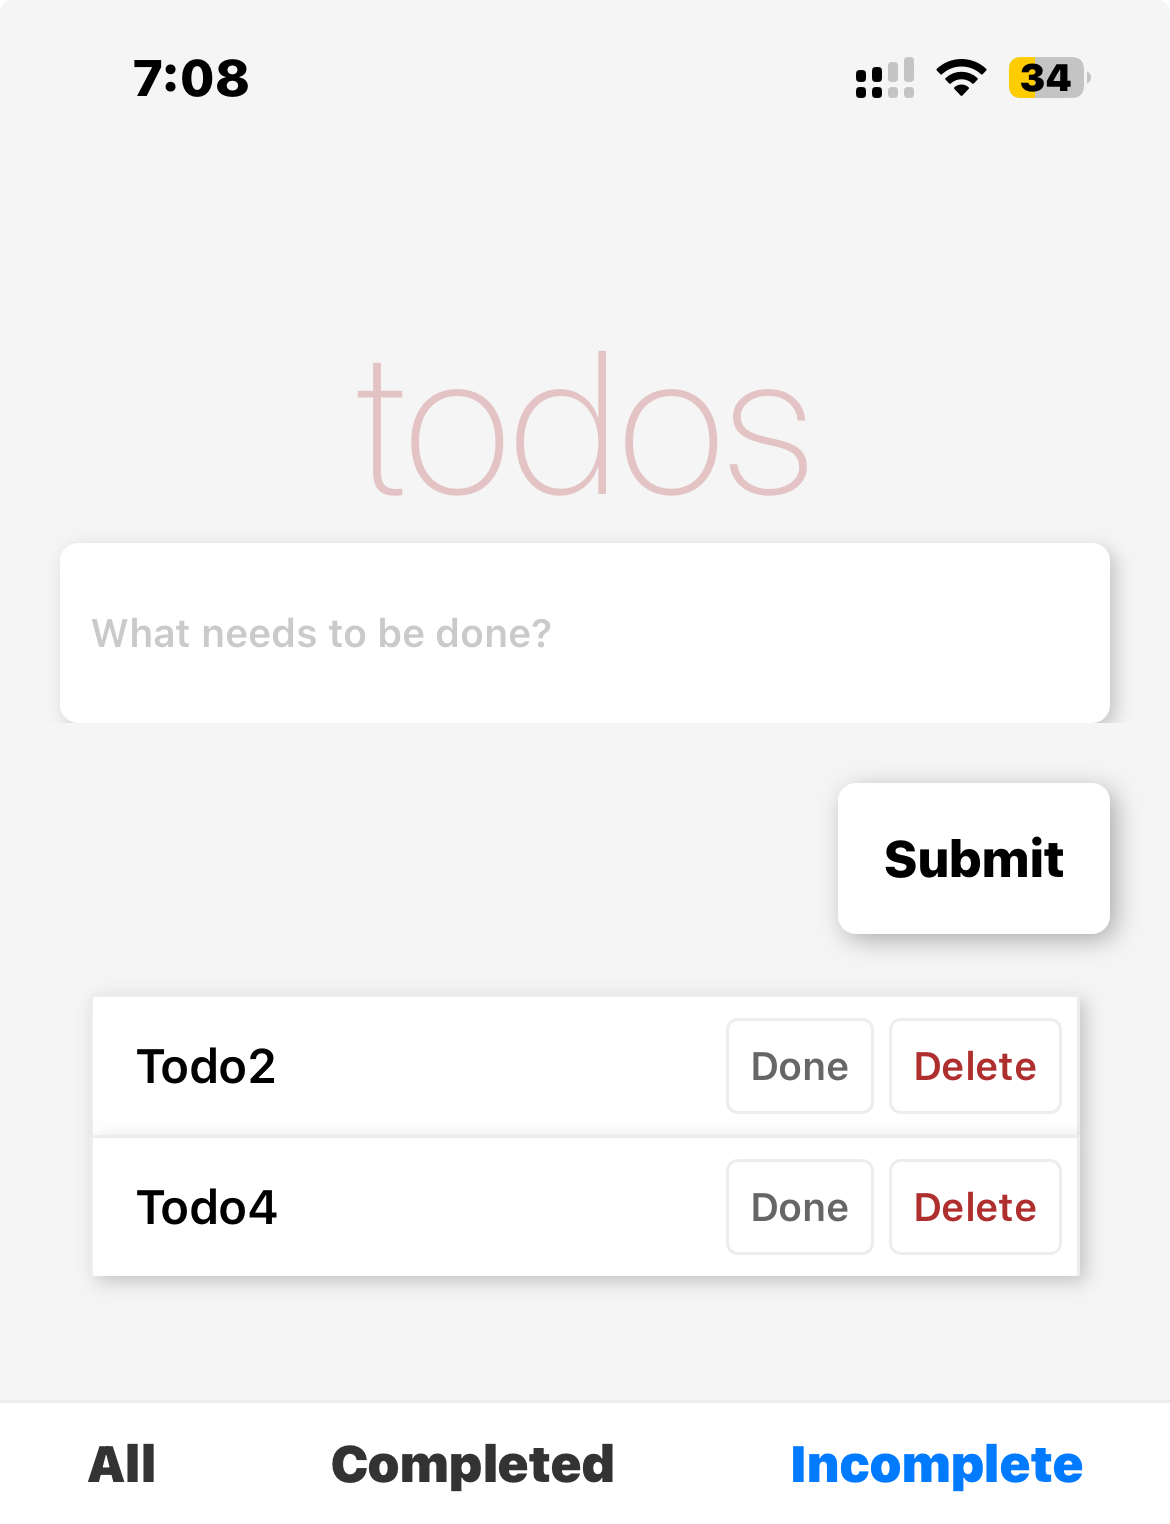 7:08 34
todos
What needs to be done?
Submit
Todo2 Done Delete
Todo4 Done Delete
All Completed Incomplete